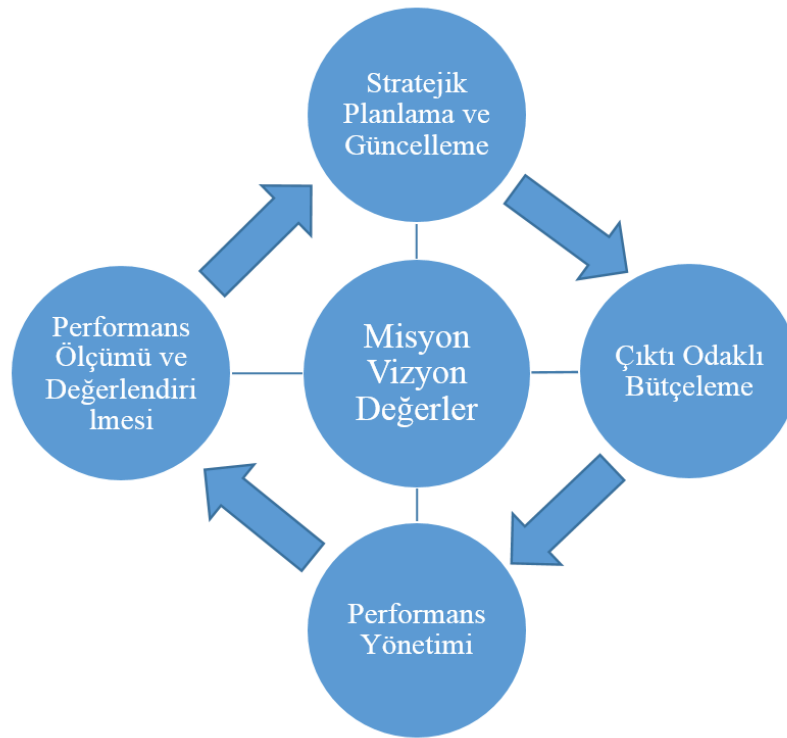 Stratejik
Planlama ve
Güncelleme
Performans
Ölçümü ve
Değerlendiri
lmesi
Misyon
Vizyon
Değerler
Çıktı Odaklı
Bütçeleme
Performans
Yönetimi